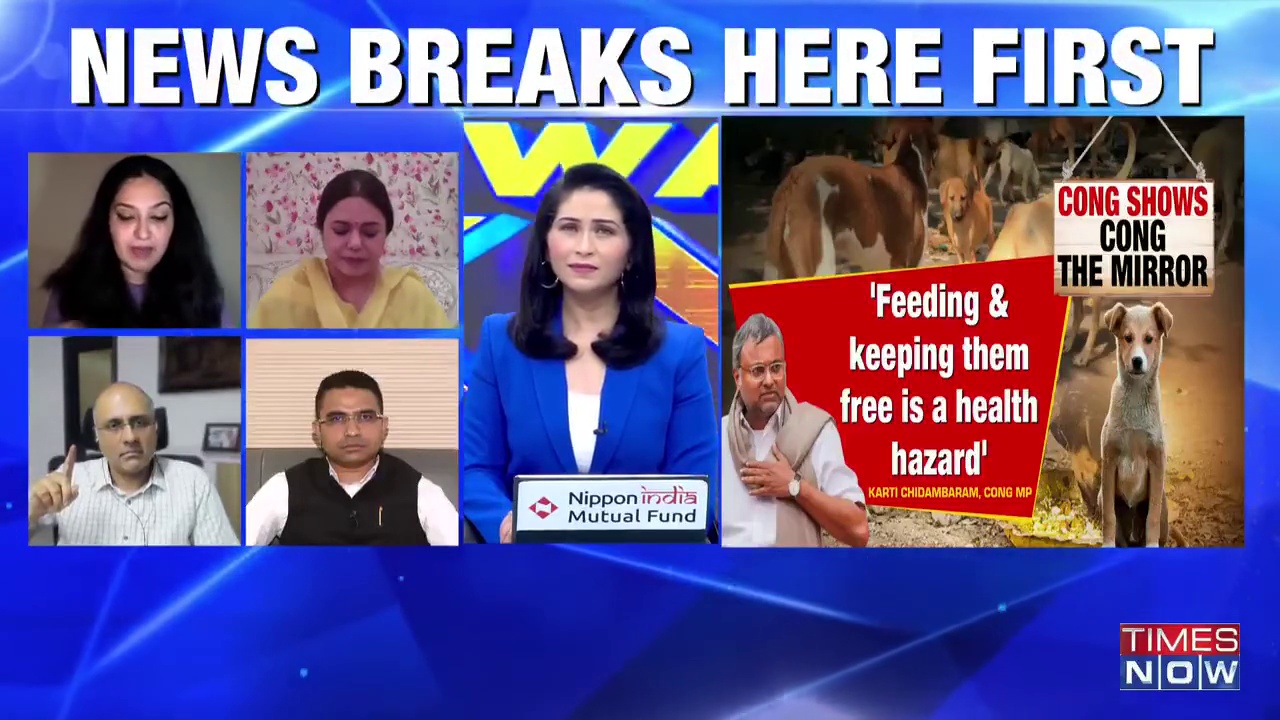 NEWS BREAKS HERE FIRST
CONG SHOWS
CONG
THE MIRROR
'Feeding &
keeping them
free is a health
hazard'
KARTI CHIDAMBARAM, CONG MP
Nippon india
Mutual Fund
TIMES
NOW